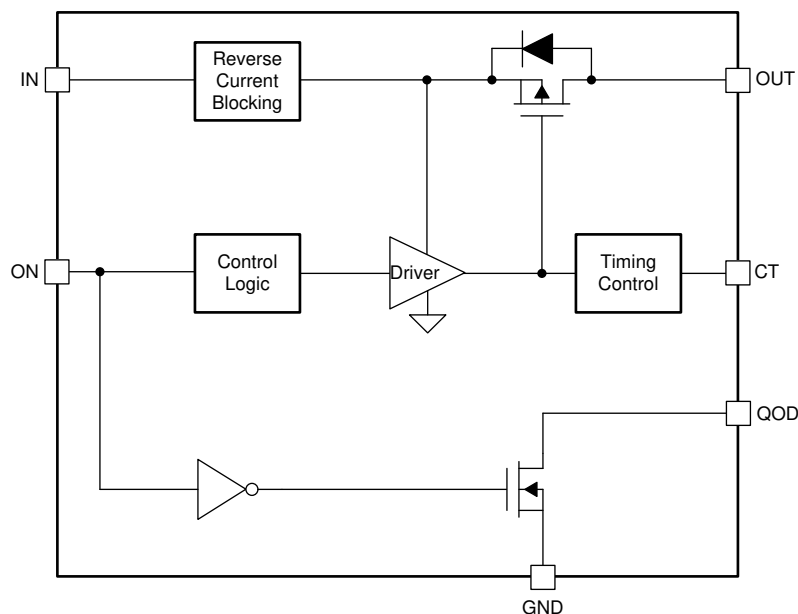 Reverse
Current
Blocking
IN
OUT
ON
Control
Logic
Driver
Timing
Control
CT
QOD
GND